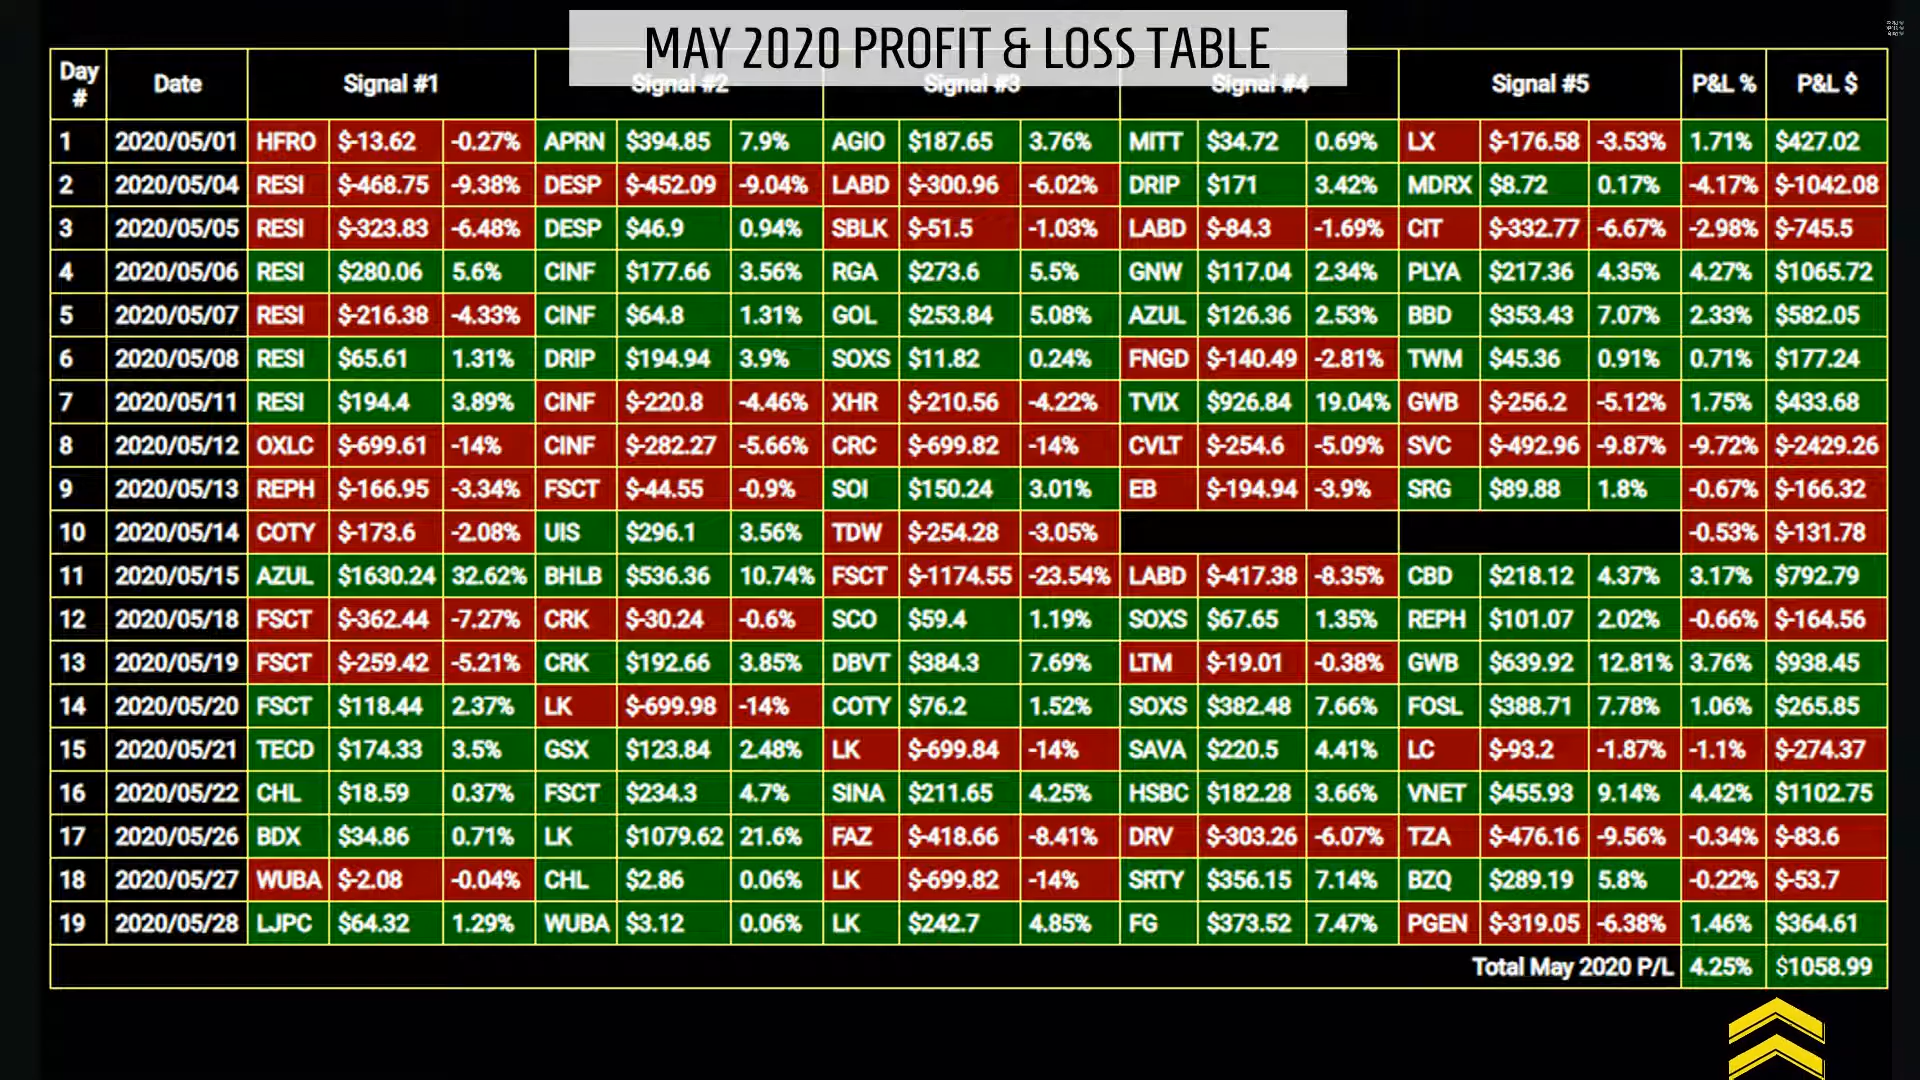 MAY 2020 PROFIT & LOSS TABLE
Day # Date Signal #1 Signal #2 Signal #3 Signal #4 Signal #5 P&L % P&L $
1 2020/05/01 HFRO $-13.62 -0.27% APRN $394.85 7.9% AGIO $187.65 3.76% MITT $34.72 0.69% LX $-176.58 -3.53% 1.71% $427.02
2 2020/05/04 RESI $-468.75 -9.38% DESP $-452.09 -9.04% LABD $-300.96 -6.02% DRIP $171 3.42% MDRX $8.72 0.17% -4.17% $-1042.08
3 2020/05/05 RESI $-323.83 -6.48% DESP $46.9 0.94% SBLK $-51.5 -1.03% LABD $-84.3 -1.69% CIT $-332.77 -6.67% -2.98% $-745.5
4 2020/05/06 RESI $280.06 5.6% CINF $177.66 3.56% RGA $273.6 5.5% GNW $117.04 2.34% PLYA $217.36 4.35% 4.27% $1065.72
5 2020/05/07 RESI $-216.38 -4.33% CINF $64.8 1.31% GOL $253.84 5.08% AZUL $126.36 2.53% BBD $353.43 7.07% 2.33% $582.05
6 2020/05/08 RESI $65.61 1.31% DRIP $194.94 3.9% SOXS $11.82 0.24% FNGD $-140.49 -2.81% TWM $45.36 0.91% 0.71% $177.24
7 2020/05/11 RESI $194.4 3.89% CINF $-220.8 -4.46% XHR $-210.56 -4.22% TVIX $926.84 19.04% GWB $-256.2 -5.12% 1.75% $433.68
8 2020/05/12 OXLC $-699.61 -14% CINF $-282.27 -5.66% CRC $-699.82 -14% CVLT $-254.6 -5.09% SVC $-492.96 -9.87% -9.72% $-2429.26
9 2020/05/13 REPH $-166.95 -3.34% FSCT $-44.55 -0.9% SOI $150.24 3.01% EB $-194.94 -3.9% SRG $89.88 1.8% -0.67% $-166.32
10 2020/05/14 COTY $-173.6 -2.08% UIS $296.1 3.56% TDW $-254.28 -3.05% -0.53% $-131.78
11 2020/05/15 AZUL $1630.24 32.62% BHLB $536.36 10.74% FSCT $-1174.55 -23.54% LABD $-417.38 -8.35% CBD $218.12 4.37% 3.17% $792.79
12 2020/05/18 FSCT $-362.44 -7.27% CRK $-30.24 -0.6% SCO $59.4 1.19% SOXS $67.65 1.35% REPH $101.07 2.02% -0.66% $-164.56
13 2020/05/19 FSCT $-259.42 -5.21% CRK $192.66 3.85% DBVT $384.3 7.69% LTM $-19.01 -0.38% GWB $639.92 12.81% 3.76% $938.45
14 2020/05/20 FSCT $118.44 2.37% LK $-699.98 -14% COTY $76.2 1.52% SOXS $382.48 7.66% FOSL $388.71 7.78% 1.06% $265.85
15 2020/05/21 TECD $174.33 3.5% GSX $123.84 2.48% LK $-699.84 -14% SAVA $220.5 4.41% LC $-93.2 -1.87% -1.1% $-274.37
16 2020/05/22 CHL $18.59 0.37% FSCT $234.3 4.7% SINA $211.65 4.25% HSBC $182.28 3.66% VNET $455.93 9.14% 4.42% $1102.75
17 2020/05/26 BDX $34.86 0.71% LK $1079.62 21.6% FAZ $-418.66 -8.41% DRV $-303.26 -6.07% TZA $-476.16 -9.56% -0.34% $-83.6
18 2020/05/27 WUBA $-2.08 -0.04% CHL $2.86 0.06% LK $-699.82 -14% SRTY $356.15 7.14% BZQ $289.19 5.8% -0.22% $-53.7
19 2020/05/28 LJPC $64.32 1.29% WUBA $3.12 0.06% LK $242.7 4.85% FG $373.52 7.47% PGEN $-319.05 -6.38% 1.46% $364.61
Total May 2020 P/L 4.25% $1058.99